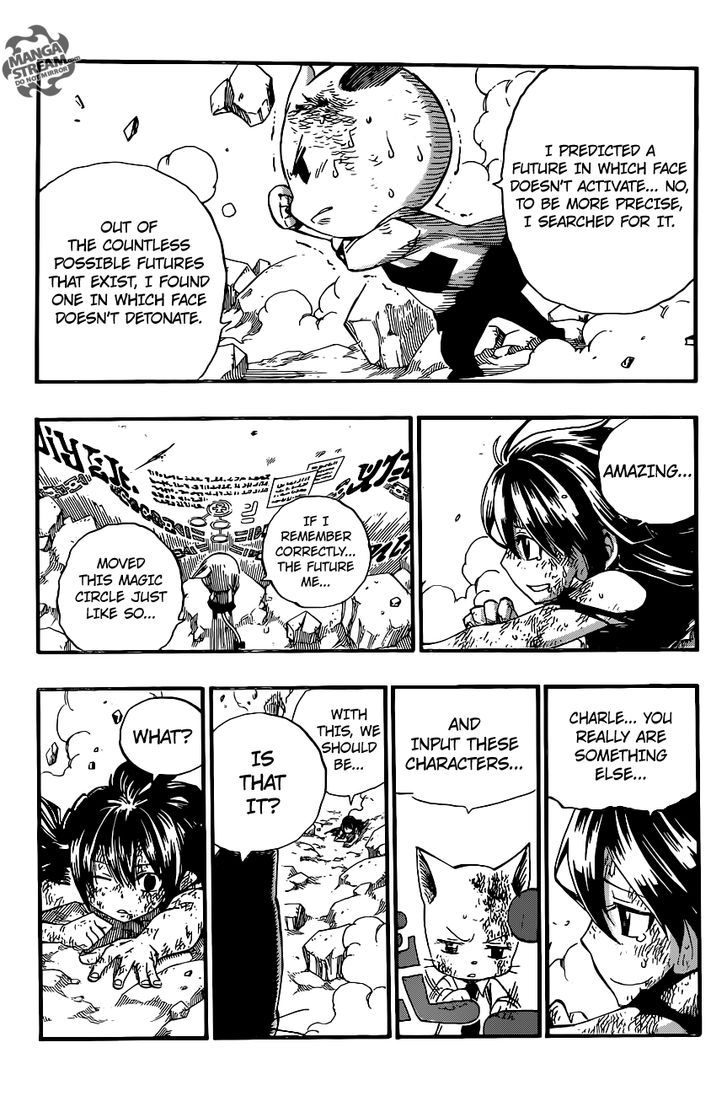 MANGA
STREAM.com
DO NOT MIRROR!
I PREDICTED A
FUTURE IN WHICH FACE
DOESN'T ACTIVATE... NO,
TO BE MORE PRECISE,
I SEARCHED FOR IT.
OUT OF
THE COUNTLESS
POSSIBLE FUTURES
THAT EXIST, I FOUND
ONE IN WHICH FACE
DOESN'T DETONATE.
AMAZING...
IF I
REMEMBER
CORRECTLY...
THE FUTURE
ME...
MOVED
THIS MAGIC
CIRCLE JUST
LIKE SO...
CHARLE... YOU
REALLY ARE
SOMETHING
ELSE...
AND
INPUT THESE
CHARACTERS...
WITH
THIS, WE
SHOULD
BE...
IS
THAT
IT?
WHAT?